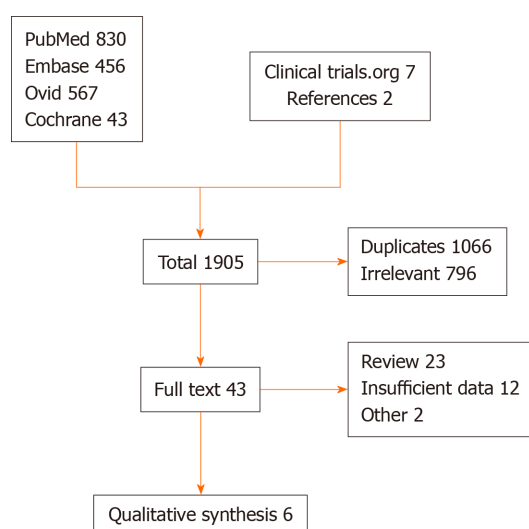 PubMed 830
Embase 456
Ovid 567
Cochrane 43
Clinical trials.org 7
References 2
Total 1905
Duplicates 1066
Irrelevant 796
Full text 43
Review 23
Insufficient data 12
Other 2
Qualitative synthesis 6